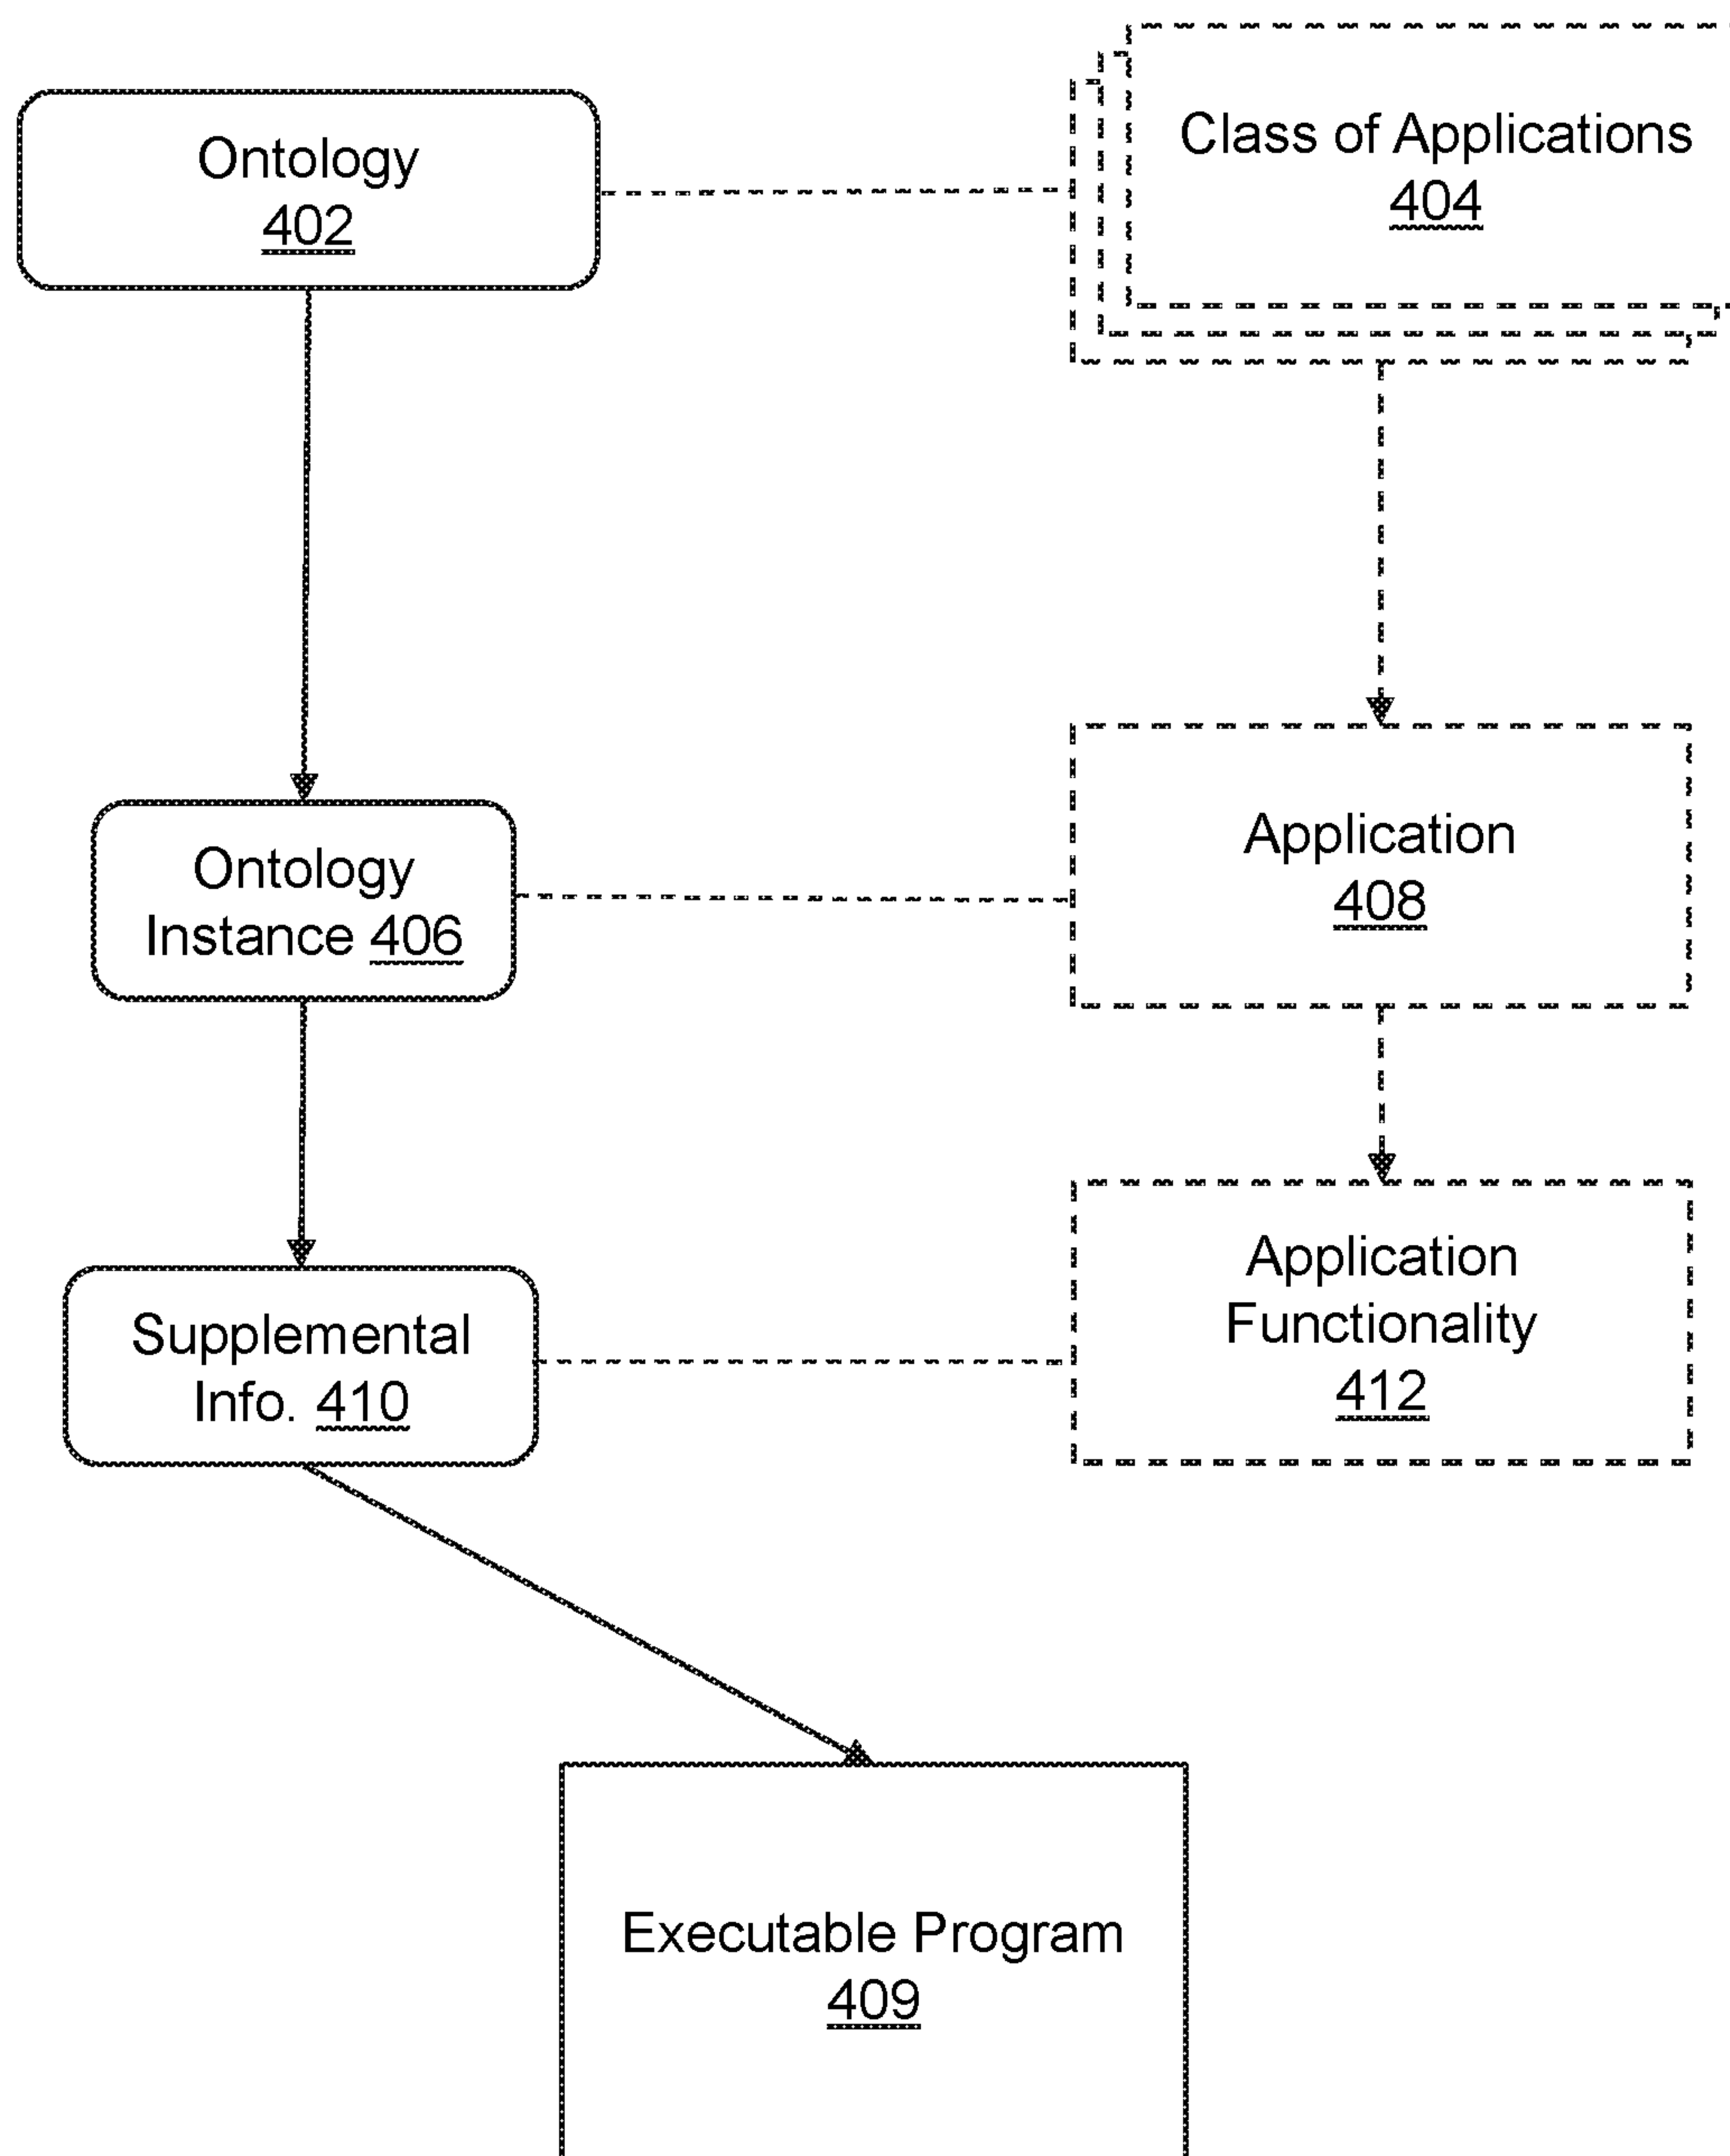 Ontology
402
Class of Applications
404
Ontology
Instance 406
Application
408
Supplemental
Info. 410
Application
Functionality
412
Executable Program
409